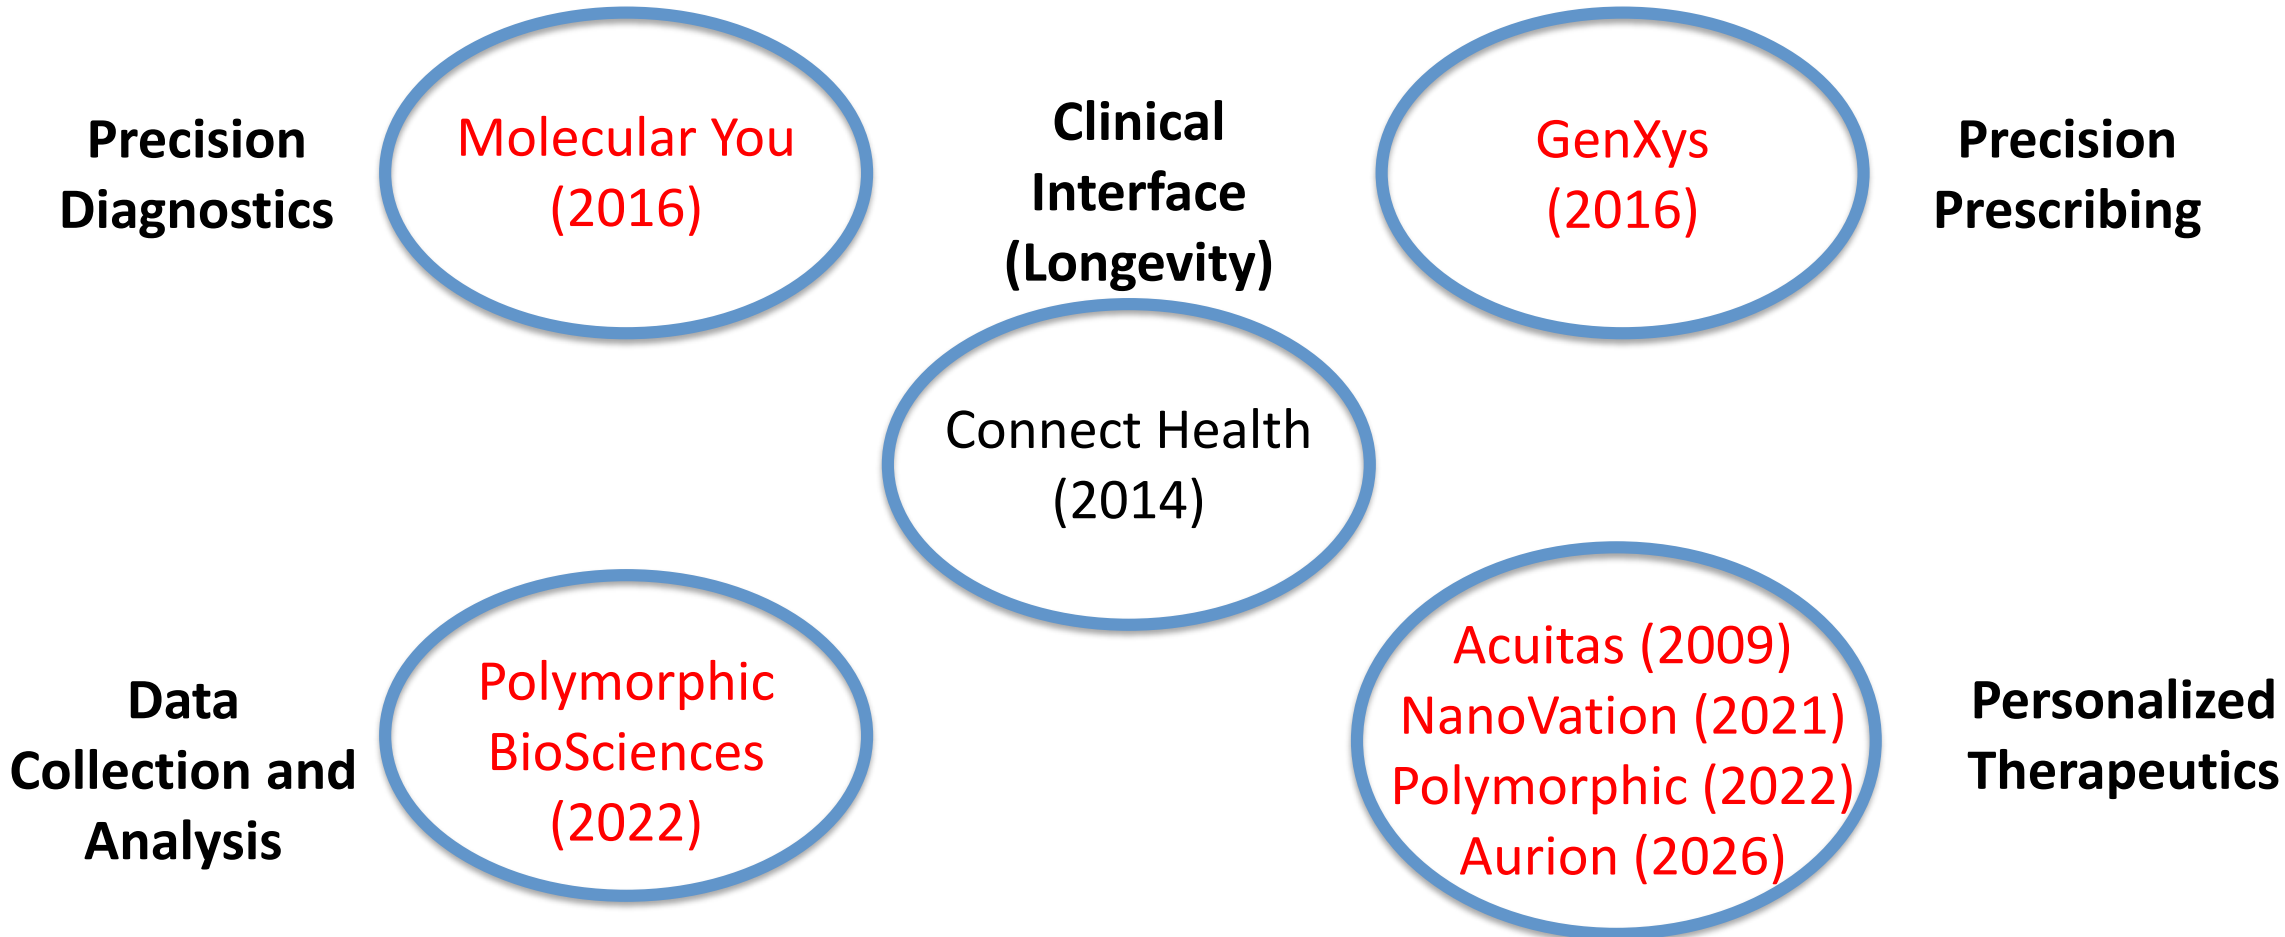 Precision
Diagnostics
Molecular You
(2016)
Clinical
Interface
(Longevity)
GenXys
(2016)
Precision
Prescribing
Connect Health
(2014)
Data
Collection and
Analysis
Polymorphic
BioSciences
(2022)
Acuitas (2009)
NanoVation (2021)
Polymorphic (2022)
Aurion (2026)
Personalized
Therapeutics